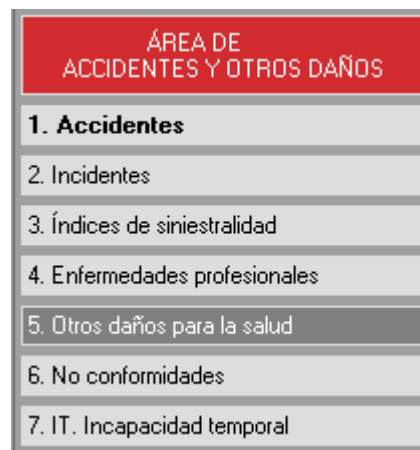 ÁREA DE
ACCIDENTES Y OTROS DAÑOS
1. Accidentes
2. Incidentes
3. Índices de siniestralidad
4. Enfermedades profesionales
5. Otros daños para la salud
6. No conformidades
7. IT. Incapacidad temporal